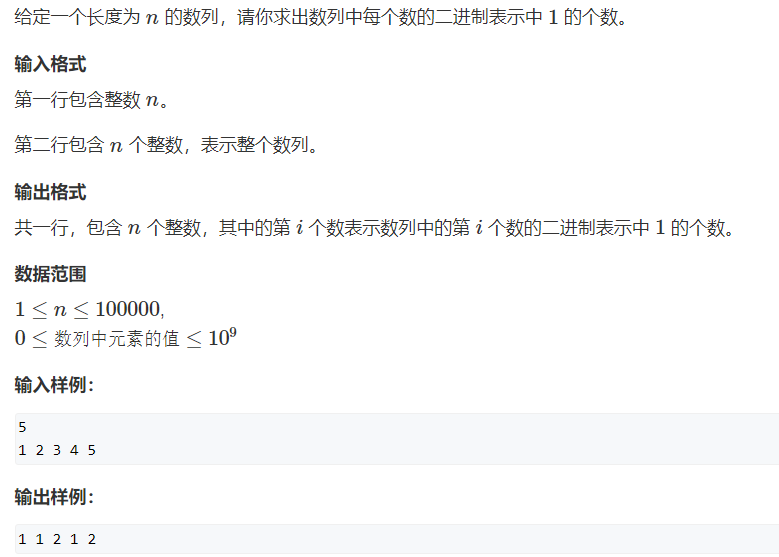 给定一个长度为 n 的数列，请你求出数列中每个数的二进制表示中 1 的个数。
输入格式
第一行包含整数 n。
第二行包含 n 个整数，表示整个数列。
输出格式
共一行，包含 n 个整数，其中的第 i 个数表示数列中的第 i 个数的二进制表示中 1 的个数。
数据范围
1 ≤ n ≤ 100000,
0 ≤ 数列中元素的值 ≤ 10⁹
输入样例：
5
1 2 3 4 5
输出样例：
1 1 2 1 2